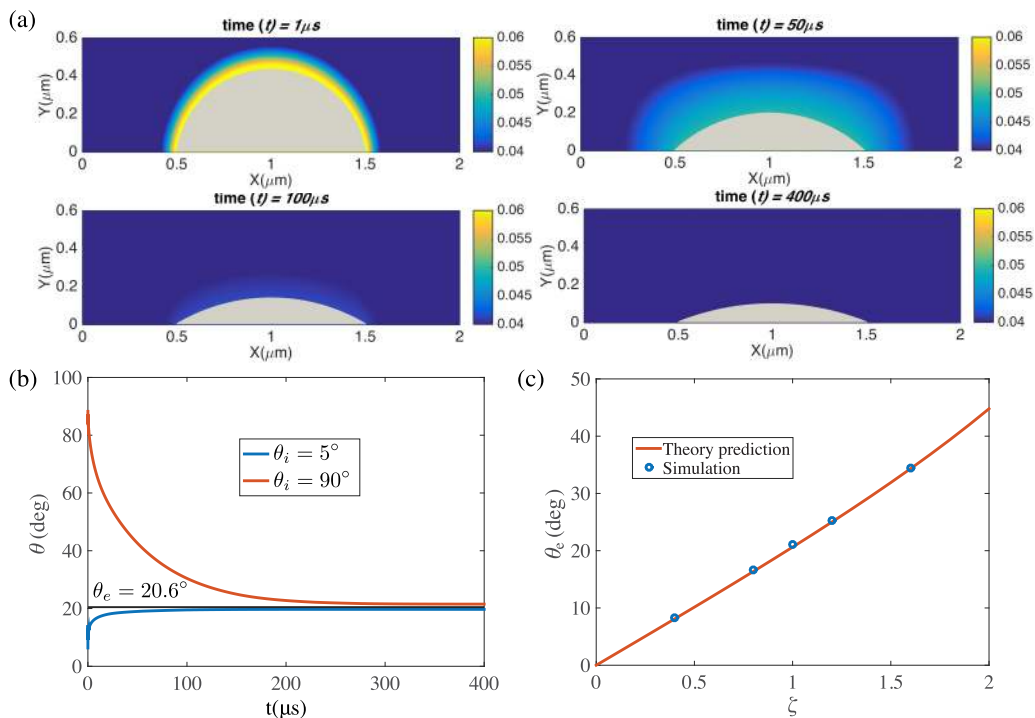 (a)
time (t) = 1μs
0.6
0.4
0.2
0
Y(μm)
0 0.5 1 1.5 2
X(μm)
0.06
0.055
0.05
0.045
0.04
time (t) = 50μs
0.6
0.4
0.2
0
Y(μm)
0 0.5 1 1.5 2
X(μm)
0.06
0.055
0.05
0.045
0.04
time (t) = 100μs
0.6
0.4
0.2
0
Y(μm)
0 0.5 1 1.5 2
X(μm)
0.06
0.055
0.05
0.045
0.04
time (t) = 400μs
0.6
0.4
0.2
0
Y(μm)
0 0.5 1 1.5 2
X(μm)
0.06
0.055
0.05
0.045
0.04
(b)
100
80
60
40
20
0
θ (deg)
θi = 5°
θi = 90°
θe = 20.6°
0 100 200 300 400
t(μs)
(c)
50
40
30
20
10
0
θe (deg)
Theory prediction
Simulation
0 0.5 1 1.5 2
ζ